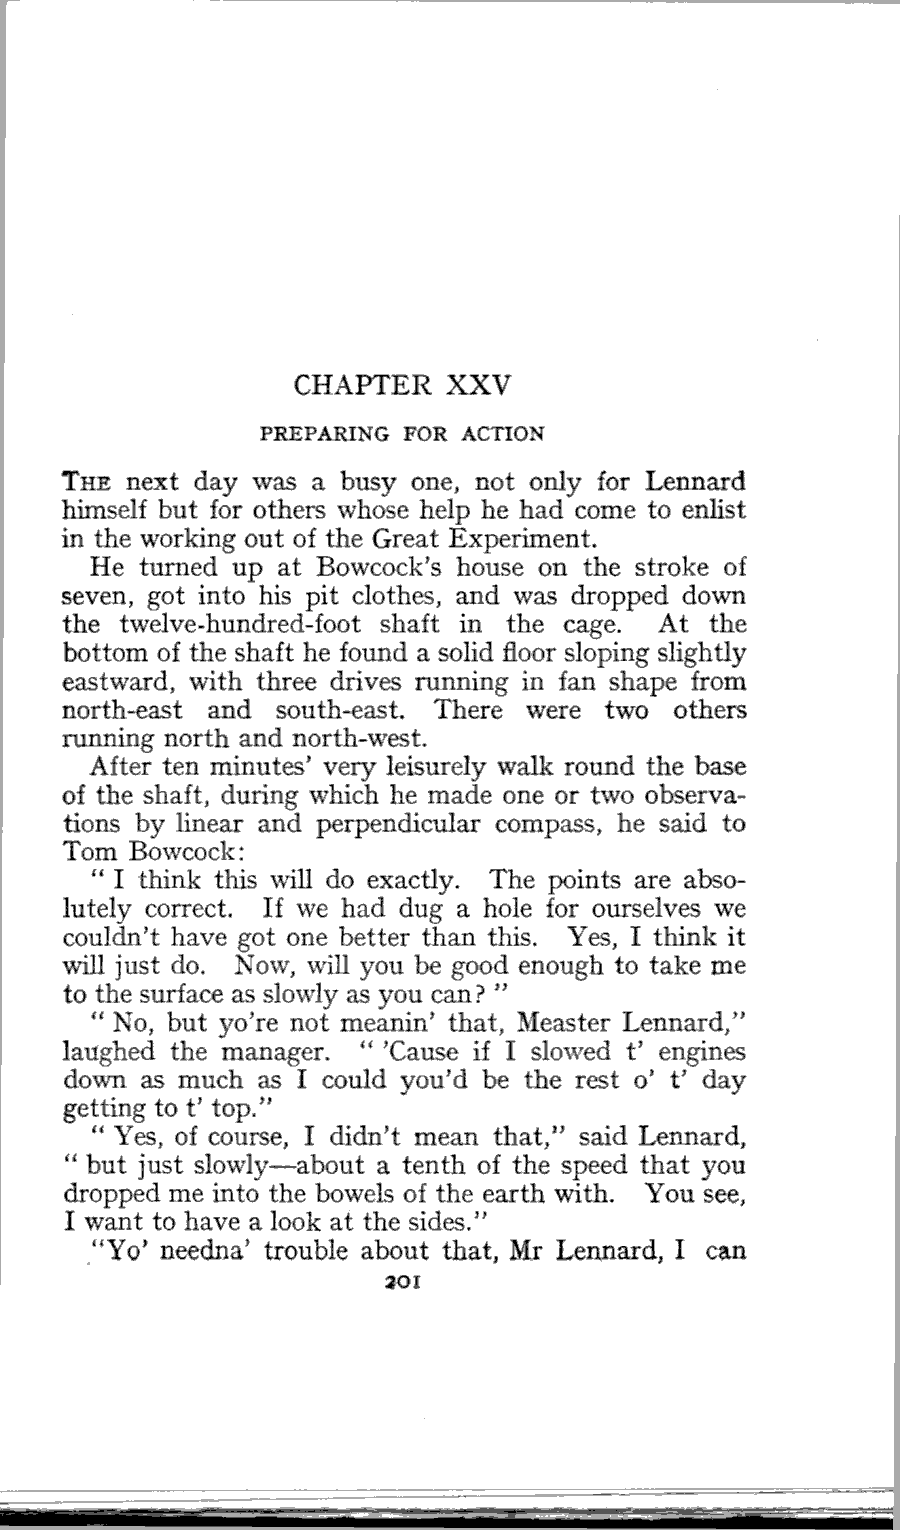 CHAPTER XXV
PREPARING FOR ACTION
THE next day was a busy one, not only for Lennard
himself but for others whose help he had come to enlist
in the working out of the Great Experiment.
He turned up at Bowcock's house on the stroke of
seven, got into his pit clothes, and was dropped down
the twelve-hundred-foot shaft in the cage. At the
bottom of the shaft he found a solid floor sloping slightly
eastward, with three drives running in fan shape from
north-east and south-east. There were two others
running north and north-west.
After ten minutes' very leisurely walk round the base
of the shaft, during which he made one or two observa-
tions by linear and perpendicular compass, he said to
Tom Bowcock:
" I think this will do exactly. The points are abso-
lutely correct. If we had dug a hole for ourselves we
couldn't have got one better than this. Yes, I think it
will just do. Now, will you be good enough to take me
to the surface as slowly as you can? "
" No, but yo're not meanin' that, Measter Lennard,"
laughed the manager. " 'Cause if I slowed t' engines
down as much as I could you'd be the rest o' t' day
getting to t' top."
" Yes, of course, I didn't mean that," said Lennard,
" but just slowly—about a tenth of the speed that you
dropped me into the bowels of the earth with. You see,
I want to have a look at the sides."
"Yo' needna' trouble about that, Mr Lennard, I can
201